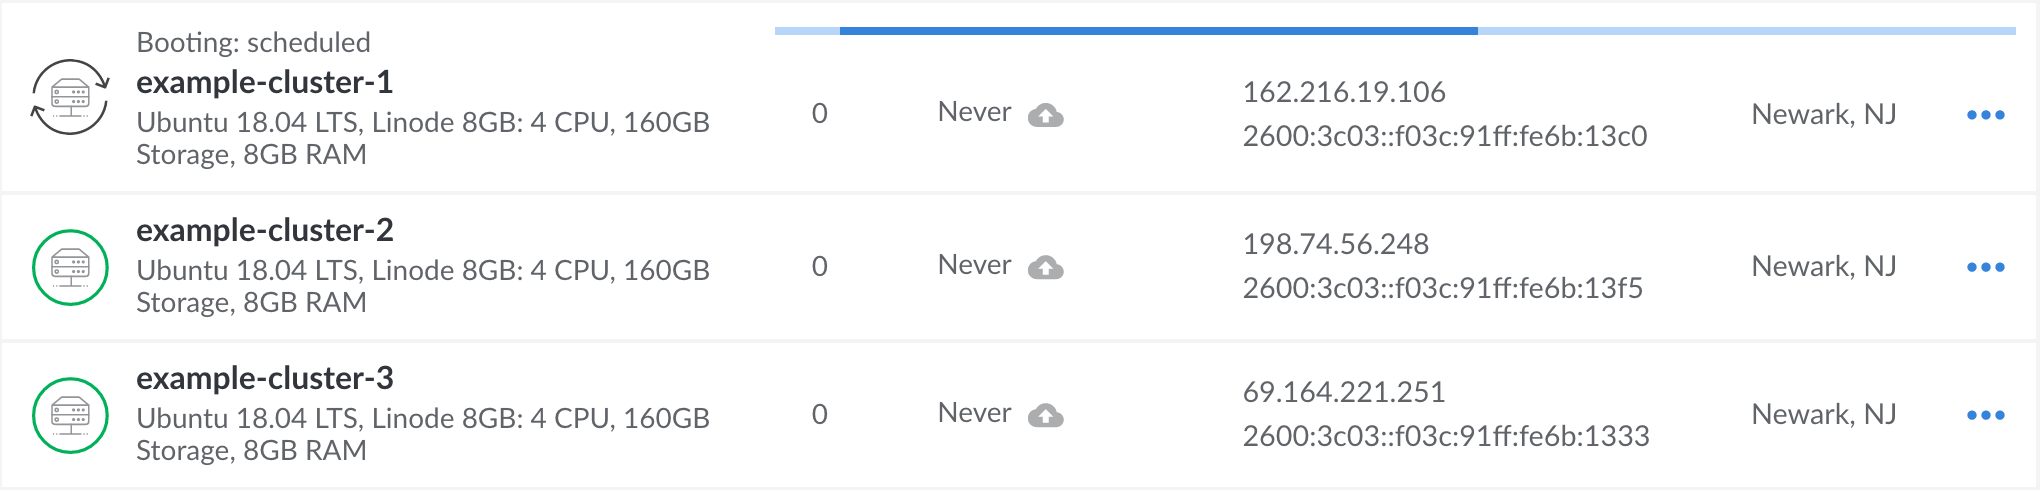 Booting: scheduled
example-cluster-1
Ubuntu 18.04 LTS, Linode 8GB: 4 CPU, 160GB
Storage, 8GB RAM
0
Never
162.216.19.106
2600:3c03::f03c:91ff:fe6b:13c0
Newark, NJ
example-cluster-2
Ubuntu 18.04 LTS, Linode 8GB: 4 CPU, 160GB
Storage, 8GB RAM
0
Never
198.74.56.248
2600:3c03::f03c:91ff:fe6b:13f5
Newark, NJ
example-cluster-3
Ubuntu 18.04 LTS, Linode 8GB: 4 CPU, 160GB
Storage, 8GB RAM
0
Never
69.164.221.251
2600:3c03::f03c:91ff:fe6b:1333
Newark, NJ